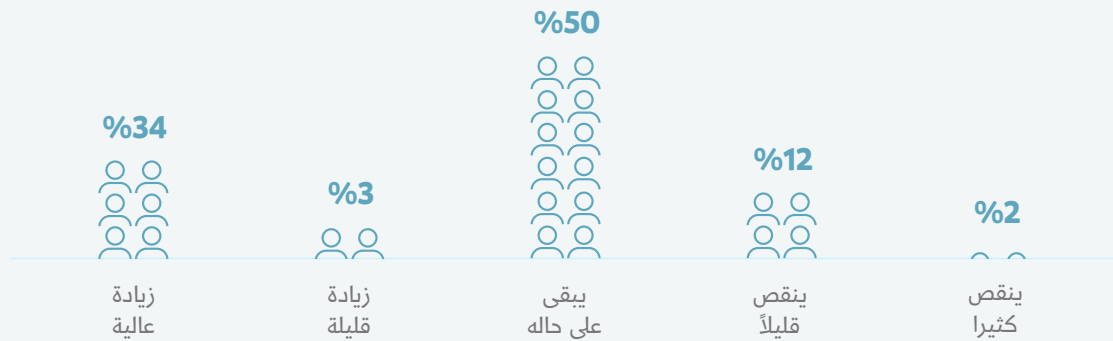 %50
%34
%12
%3
%2
ينقص كثيرا
ينقص قليلاً
يبقى على حاله
زيادة قليلة
زيادة عالية